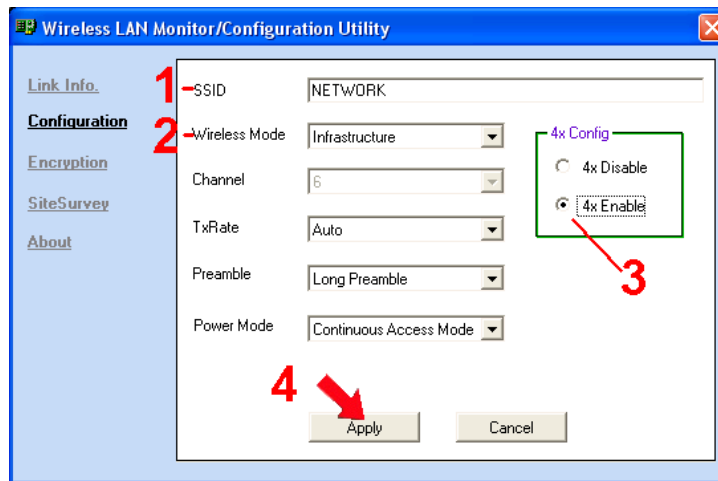 Wireless LAN Monitor/Configuration Utility
Link Info.
Configuration
Encryption
SiteSurvey
About
1 SSID NETWORK
2 Wireless Mode Infrastructure
Channel 6
TxRate Auto
Preamble Long Preamble
Power Mode Continuous Access Mode
4x Config
4x Disable
4x Enable
3
4
Apply Cancel